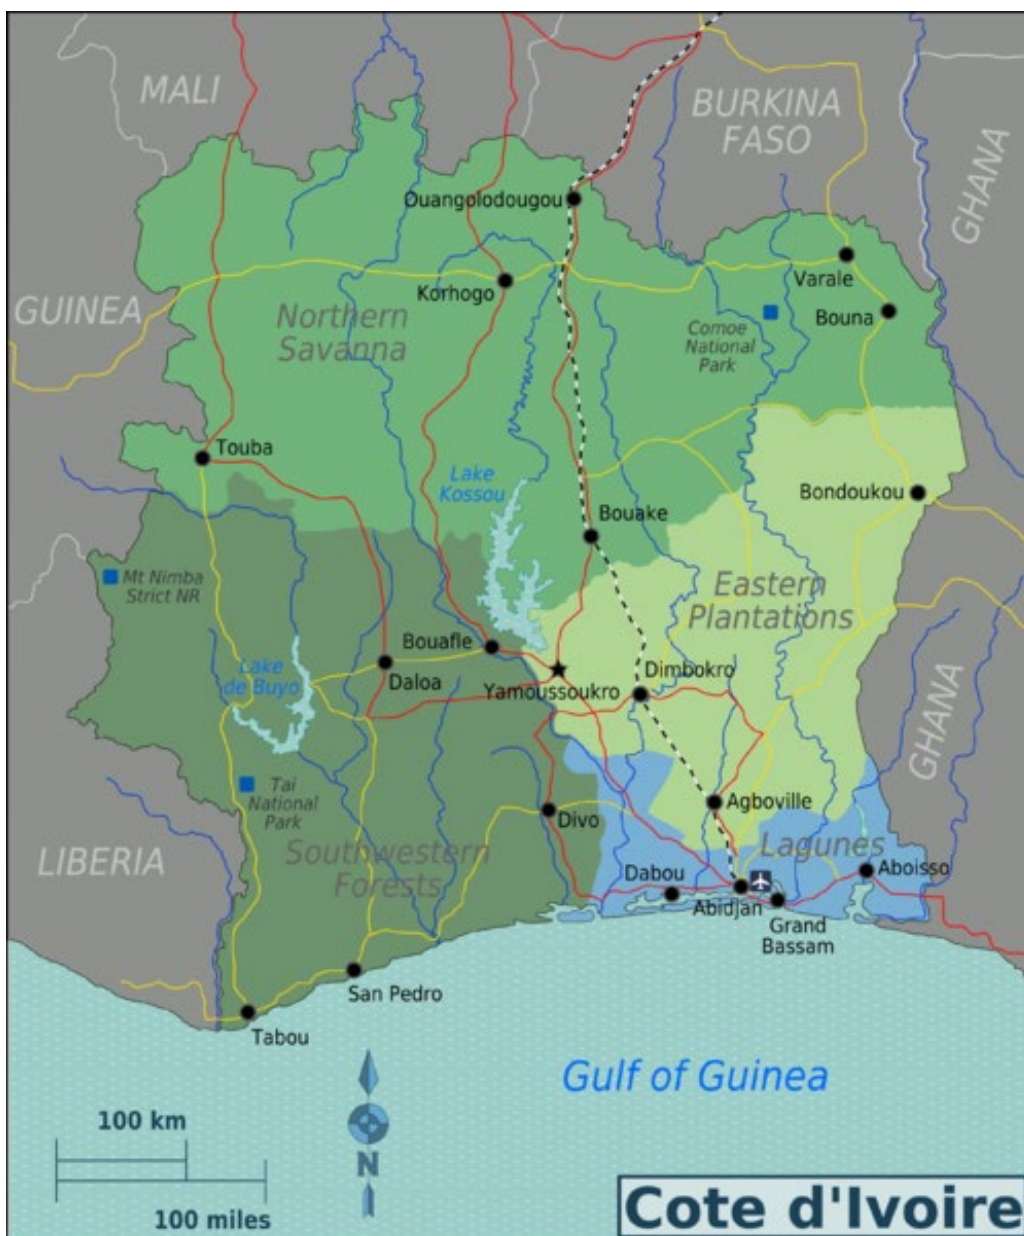 MALI
BURKINA
FASO
GHANA
Ouangolodougou
Varale
Korhogo
GUINEA
Northern
Savanna
Bouna
Comoe
National
Park
Touba
Lake
Kossou
Bondoukou
Bouake
Mt Nimba
Strict NR
Eastern
Plantations
Bouafle
Lake
de Buyo
Daloa
Dimbokro
Yamoussoukro
GHANA
Tai
National
Park
Agboville
Divo
LIBERIA
Southwestern
Forests
Lagunes
Dabou
Aboisso
Abidjan
Grand
Bassam
San Pedro
Tabou
Gulf of Guinea
100 km
N
100 miles
Cote d'Ivoire